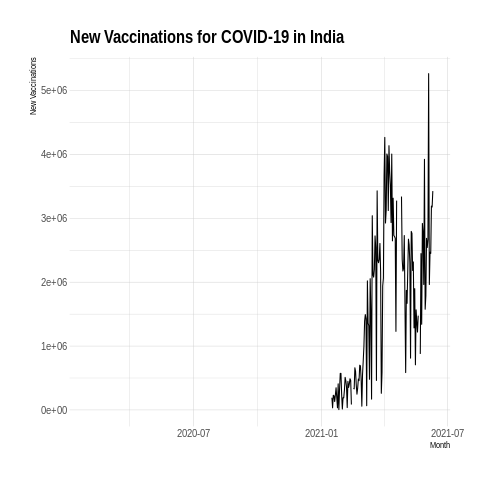 New Vaccinations for COVID-19 in India
New Vaccinations
5e+06
4e+06
3e+06
2e+06
1e+06
0e+00
2020-07
2021-01
2021-07
Month